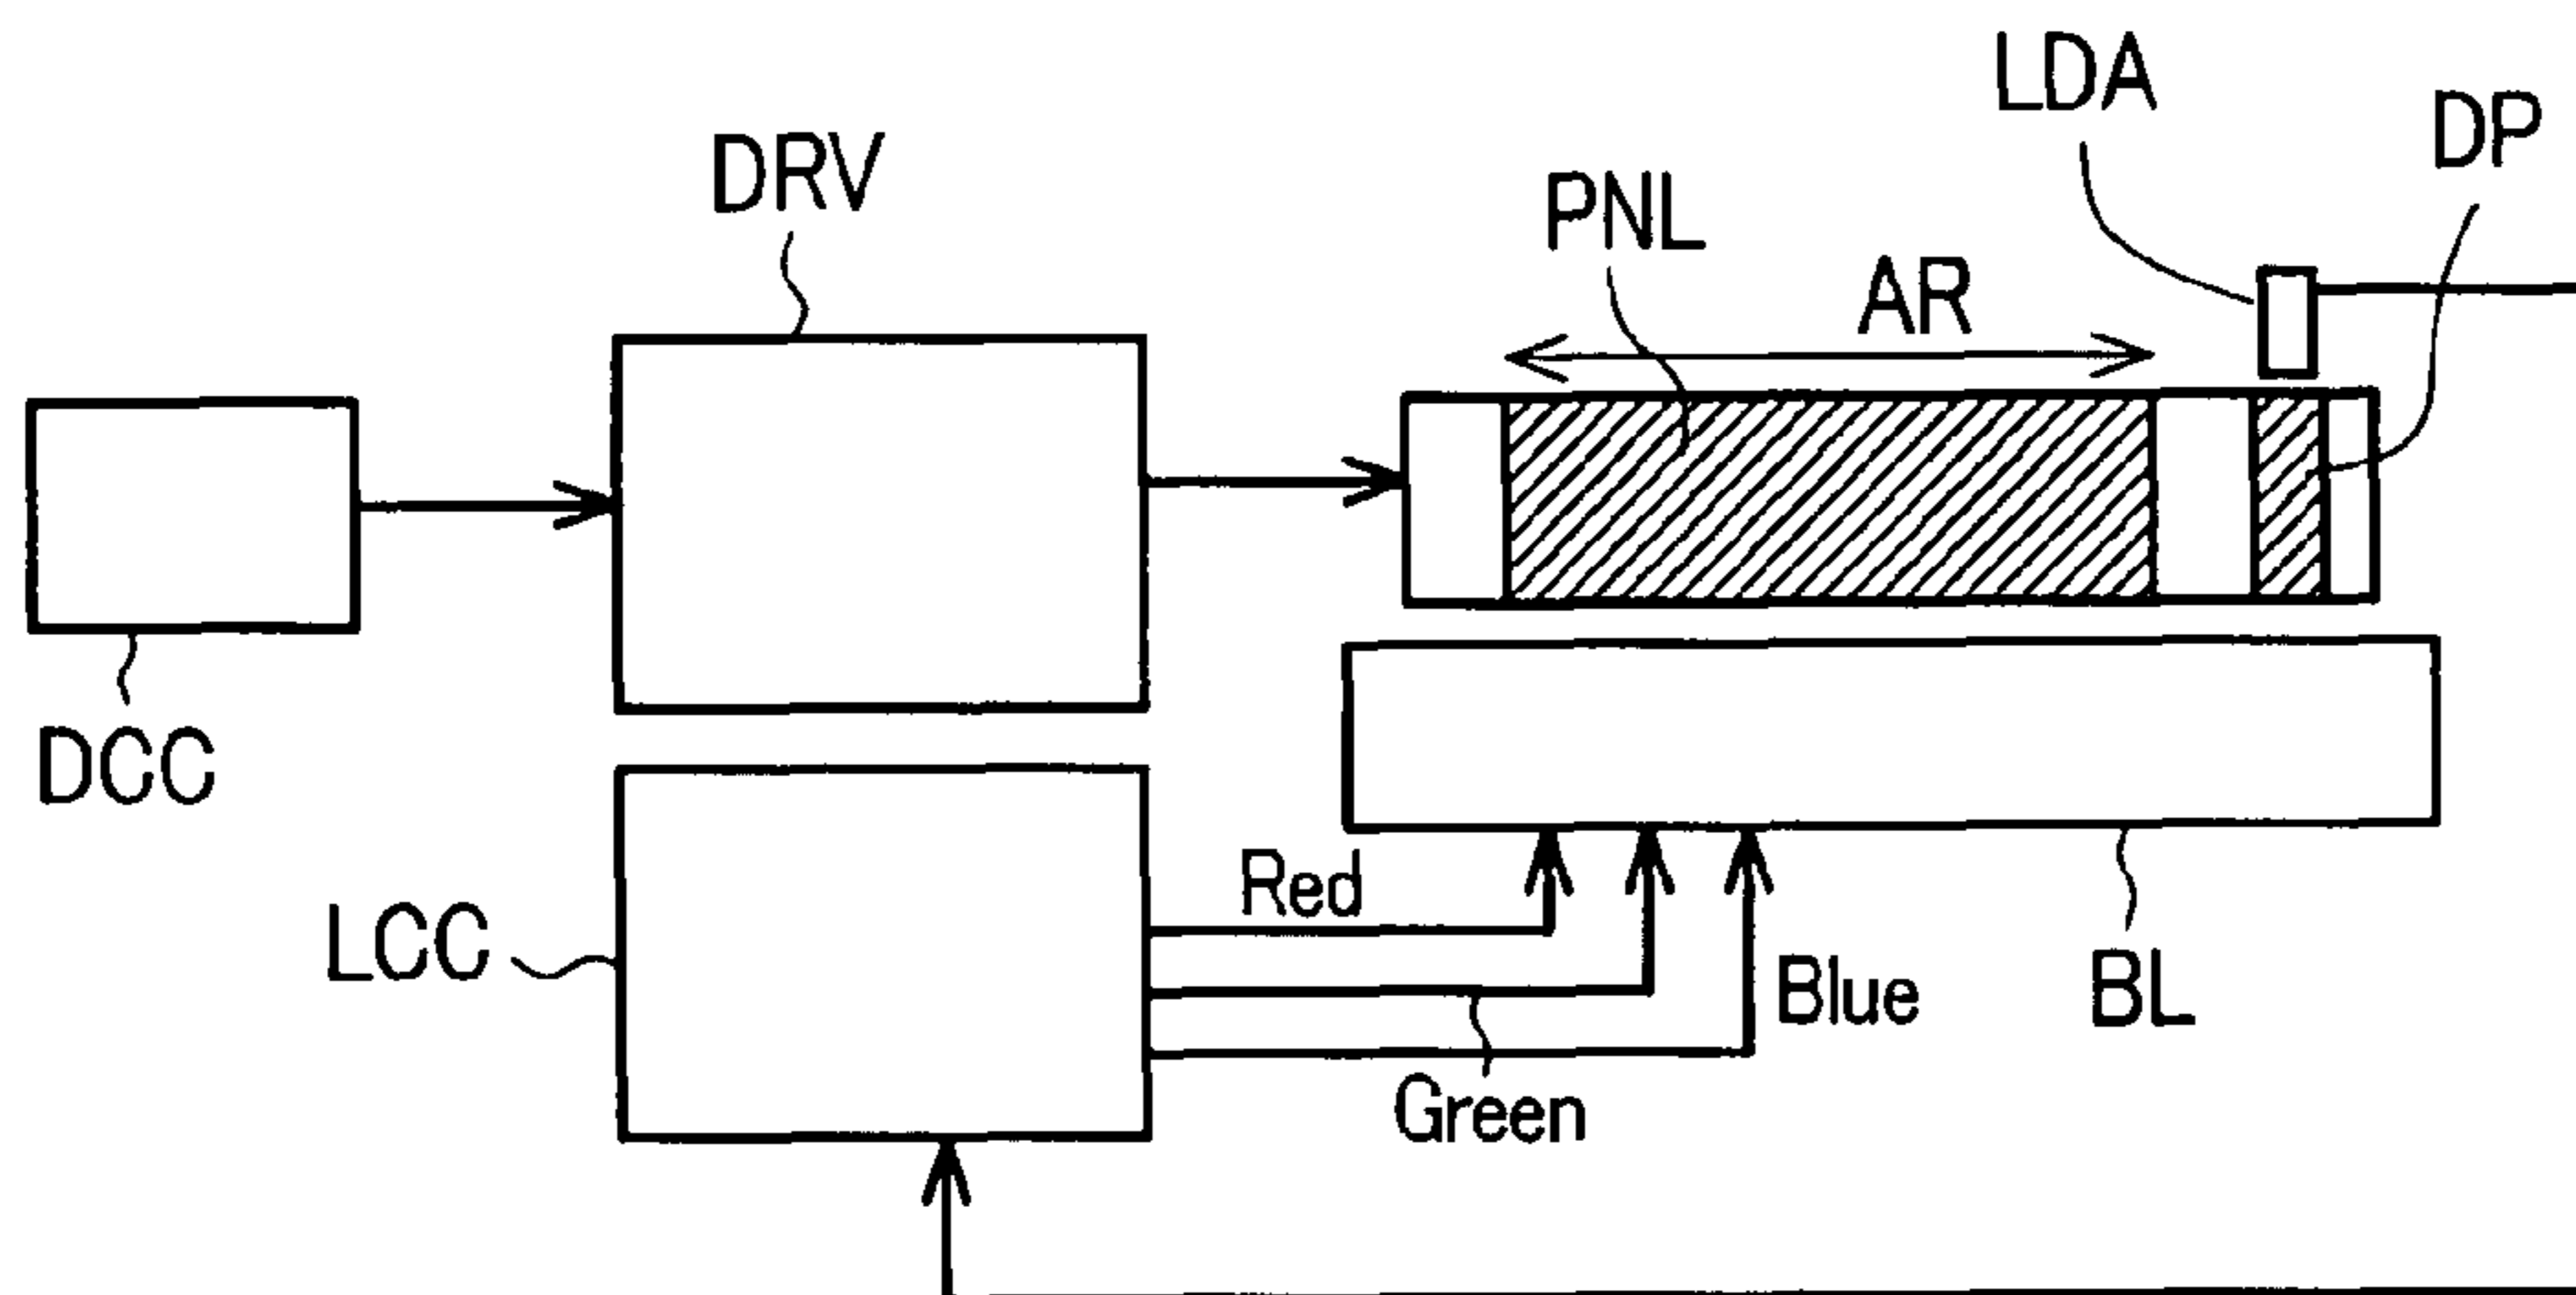 LDA
DP
DRV
PNL
AR
DCC
Red
LCC
Blue
BL
Green